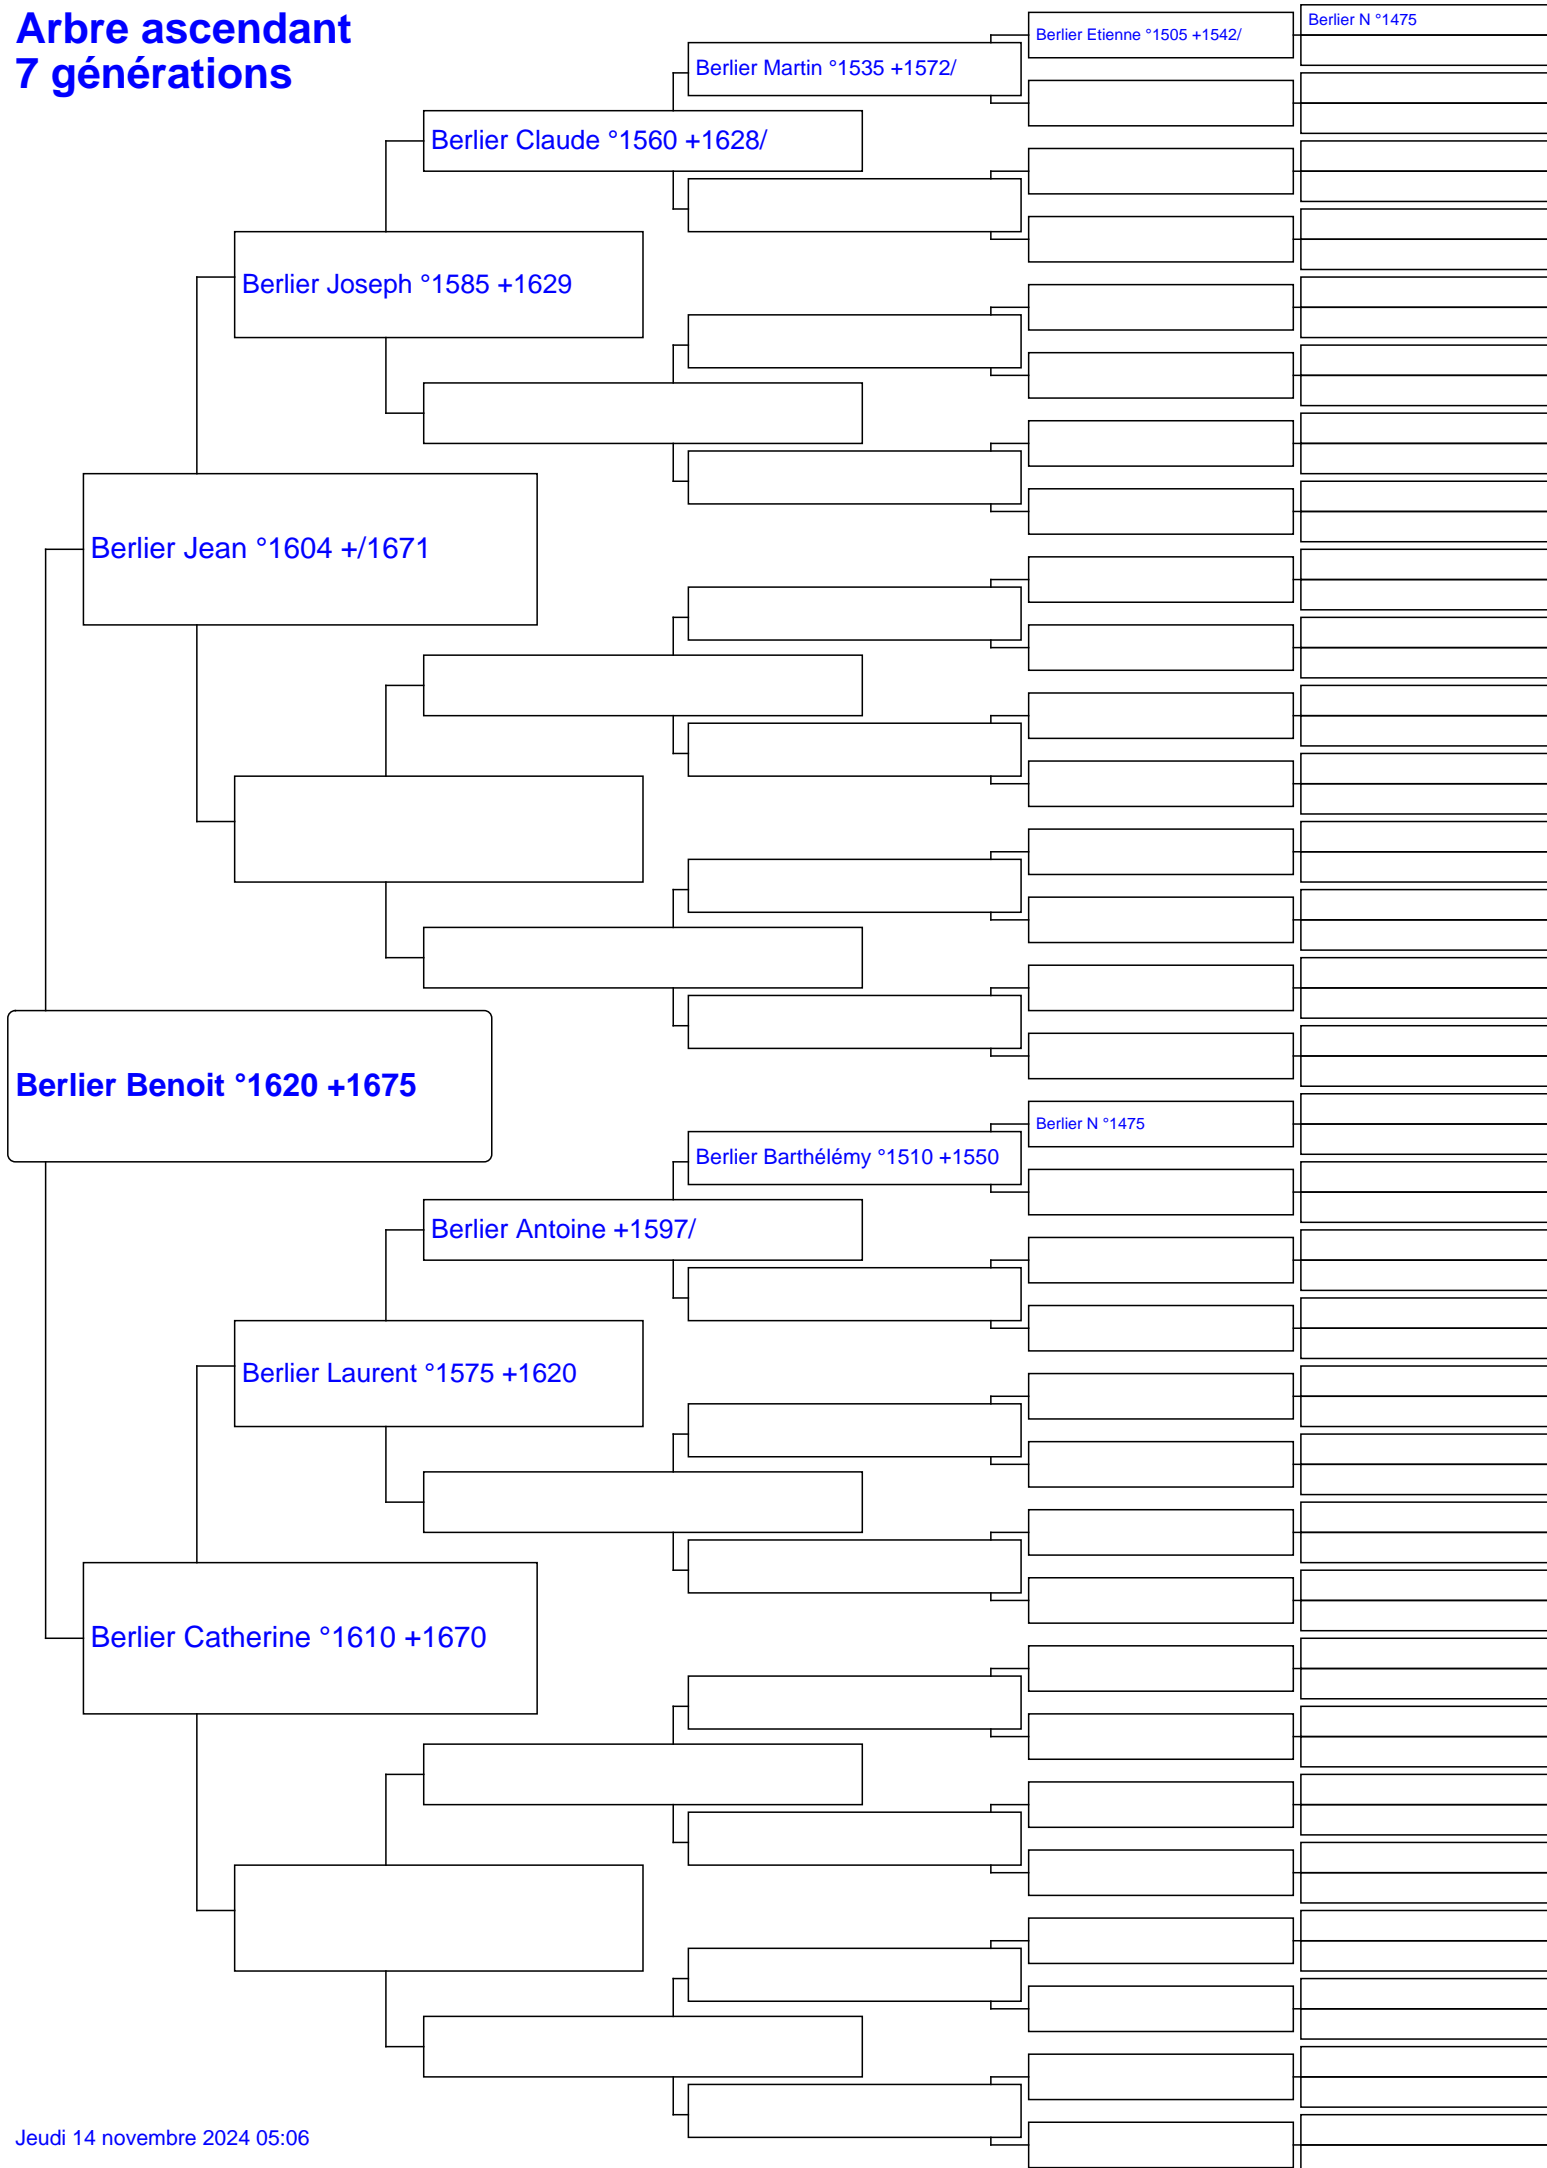 Arbre ascendant
7 générations
Berlier N °1475
Berlier Etienne °1505 +1542/
Berlier Martin °1535 +1572/
Berlier Claude °1560 +1628/
Berlier Joseph °1585 +1629
Berlier Jean °1604 +/1671
Berlier Benoit °1620 +1675
Berlier N °1475
Berlier Barthélémy °1510 +1550
Berlier Antoine +1597/
Berlier Laurent °1575 +1620
Berlier Catherine °1610 +1670
Jeudi 14 novembre 2024 05:06